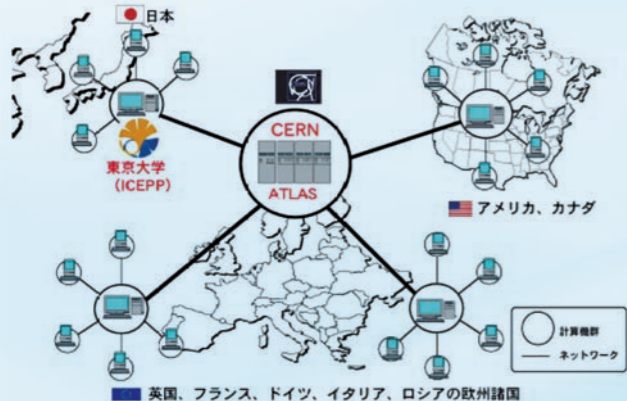 日本
東京大学
(ICEPP)
CERN
ATLAS
アメリカ、カナダ
計算機群
ネットワーク
英国、フランス、ドイツ、イタリア、ロシアの欧州諸国